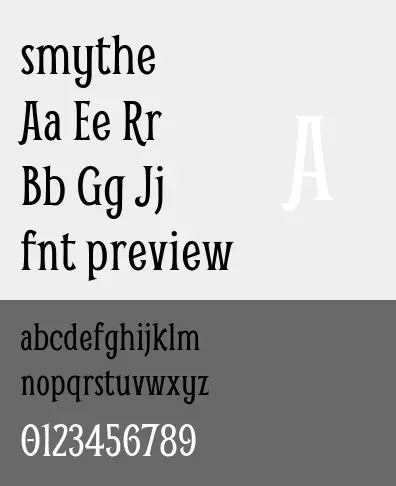 smythe
Aa Ee Rr
A
Bb Gg Jj
fnt preview
abcdefghijklm
nopqrstuvwxyz
0123456789